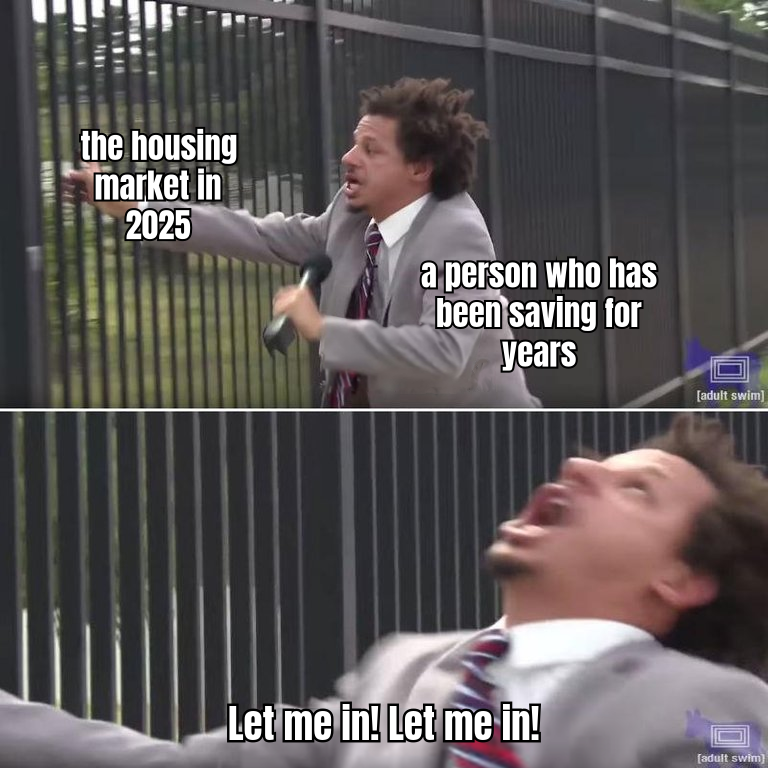 the housing
market in
2025
a person who has
been saving for
years
[adult swim]
Let me in! Let me in!
[adult swim]